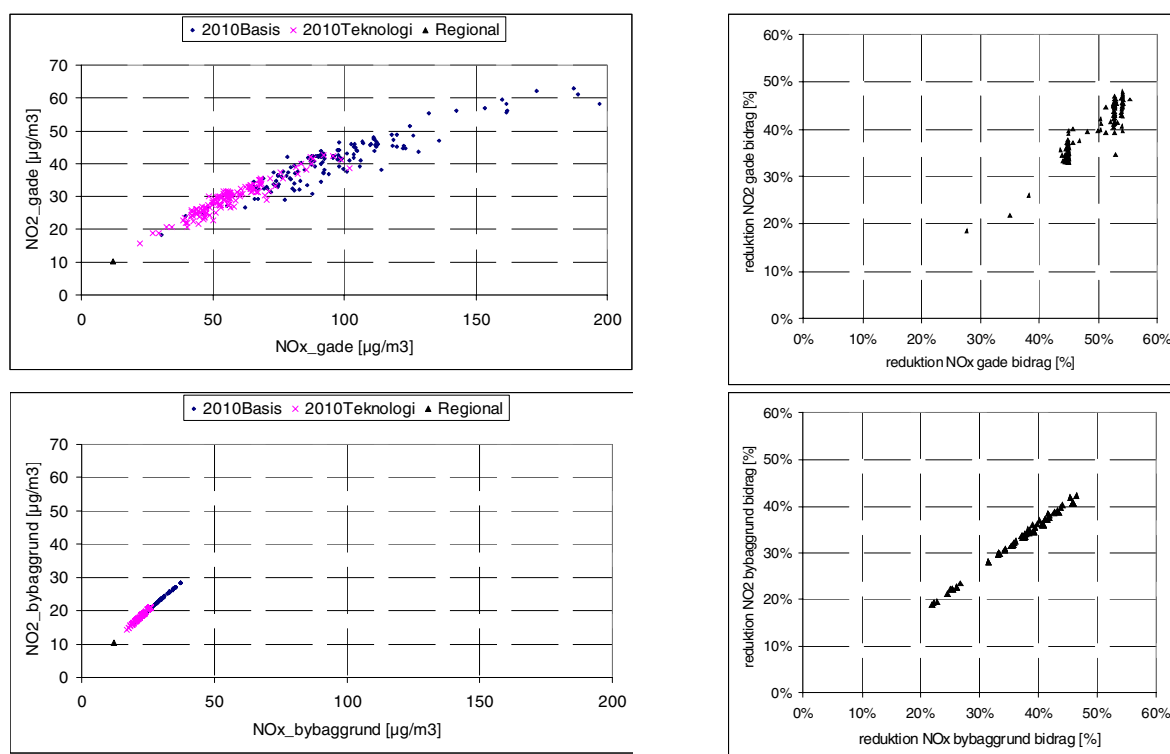 2010Basis 2010Teknologi Regional
NO2_gade [µg/m3]
70
60
50
40
30
20
10
0
0 50 100 150 200
NOx_gade [µg/m3]
reduktion NO2 gade bidrag [%]
60%
50%
40%
30%
20%
10%
0%
0% 10% 20% 30% 40% 50% 60%
reduktion NOx gade bidrag [%]
2010Basis 2010Teknologi Regional
NO2_bybaggrund [µg/m3]
70
60
50
40
30
20
10
0
0 50 100 150 200
NOx_bybaggrund [µg/m3]
reduktion NO2 bybaggrund bidrag [%]
60%
50%
40%
30%
20%
10%
0%
0% 10% 20% 30% 40% 50% 60%
reduktion NOx bybaggrund bidrag [%]